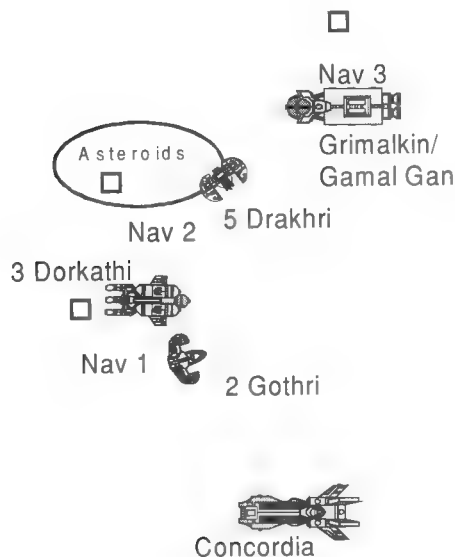 Nav 3
Grimalkin/
Gamal Gan
Asteroids
5 Drakhri
Nav 2
3 Dorkathi
Nav 1
2 Gothri
Concordia